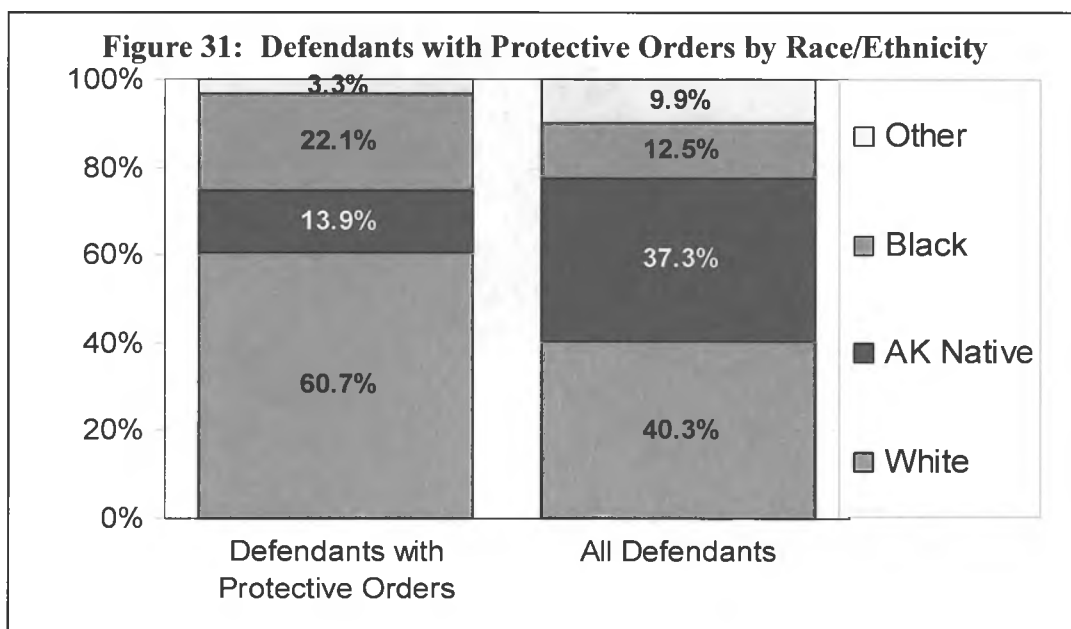 Figure 31: Defendants with Protective Orders by Race/Ethnicity
100%
80%
60%
40%
20%
0%
3.3%
22.1%
13.9%
60.7%
9.9%
12.5%
37.3%
40.3%
Defendants with
Protective Orders
All Defendants
Other
Black
AK Native
White